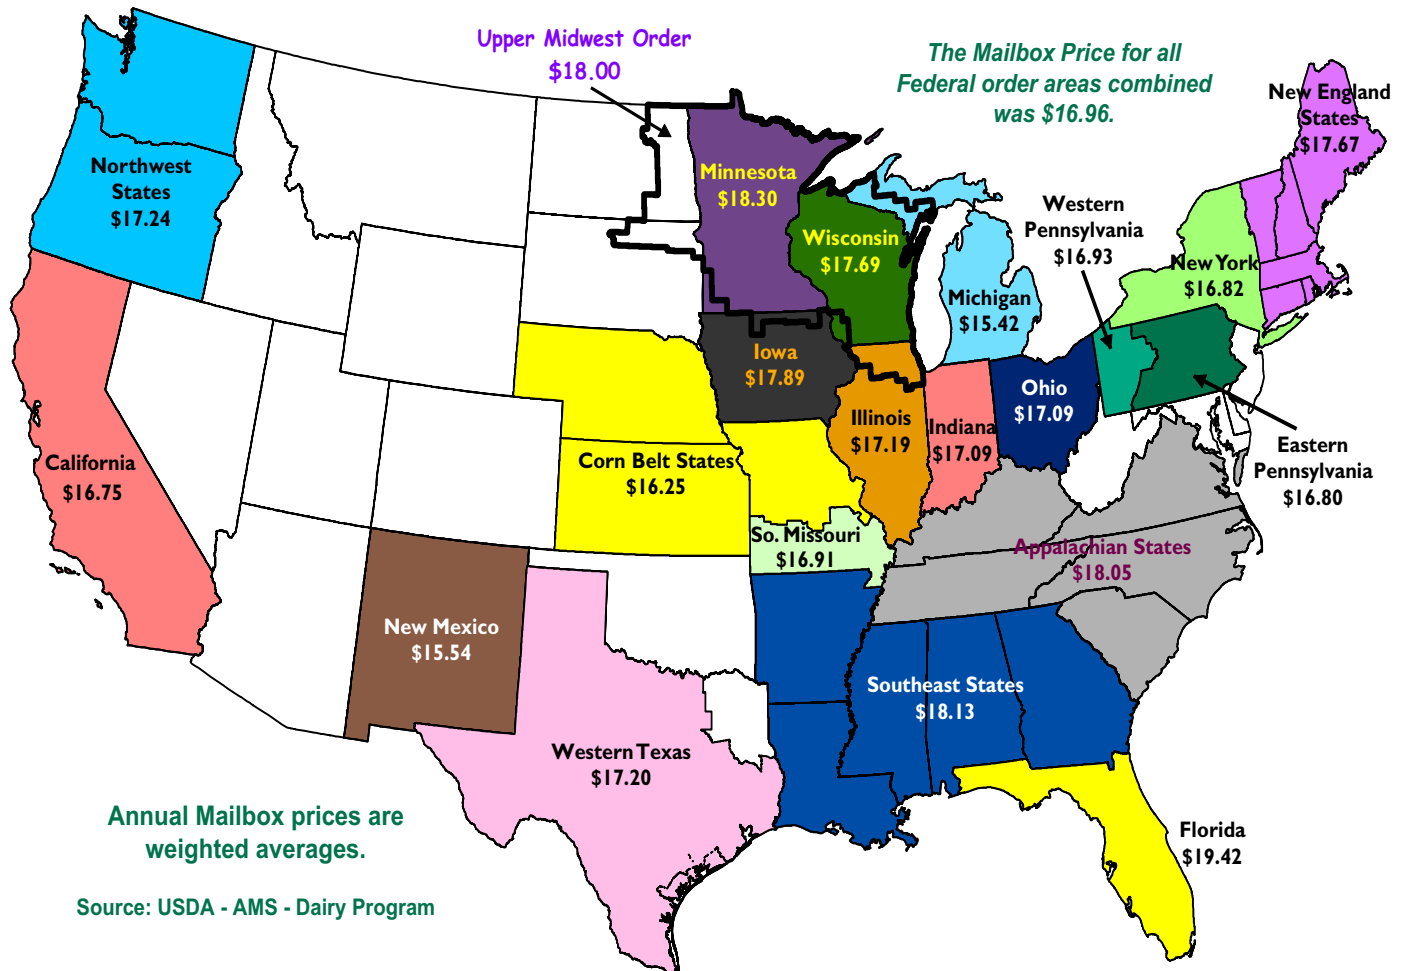 Upper Midwest Order
$18.00
The Mailbox Price for all
Federal order areas combined
was $16.96.
New England
States
$17.67
Northwest
States
$17.24
Minnesota
$18.30
Wisconsin
$17.69
Western
Pennsylvania
$16.93
New York
$16.82
Michigan
$15.42
Iowa
$17.89
Ohio
$17.09
Illinois
$17.19
Indiana
$17.09
Eastern
Pennsylvania
$16.80
California
$16.75
Corn Belt States
$16.25
So. Missouri
$16.91
Appalachian States
$18.05
New Mexico
$15.54
Southeast States
$18.13
Western Texas
$17.20
Florida
$19.42
Annual Mailbox prices are
weighted averages.
Source: USDA - AMS - Dairy Program